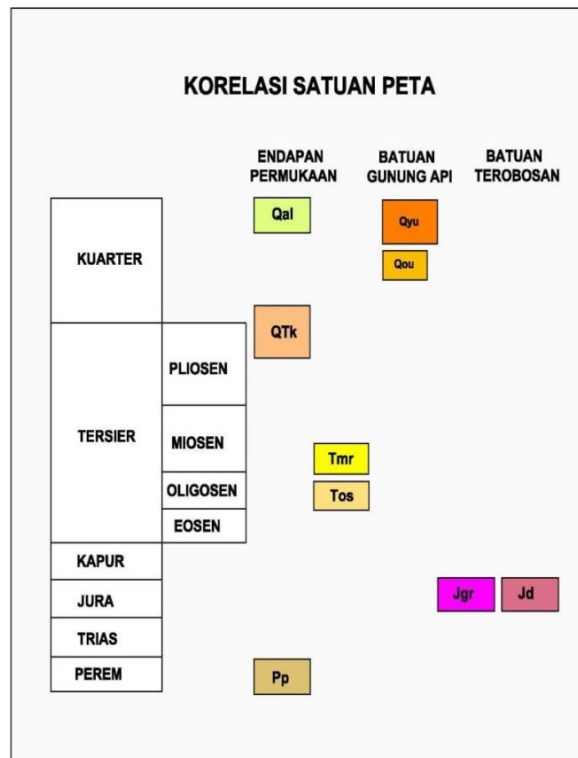 KORELASI SATUAN PETA
ENDAPAN
PERMUKAAN
BATUAN
GUNUNG API
BATUAN
TEROBOSAN
KUARTER
Qal
Qyu
Qou
QTk
TERSIER
PLIOSEN
MIOSEN
OLIGOSEN
EOSEN
Tmr
Tos
KAPUR
JURA
Jgr
Jd
TRIAS
PEREM
Pp